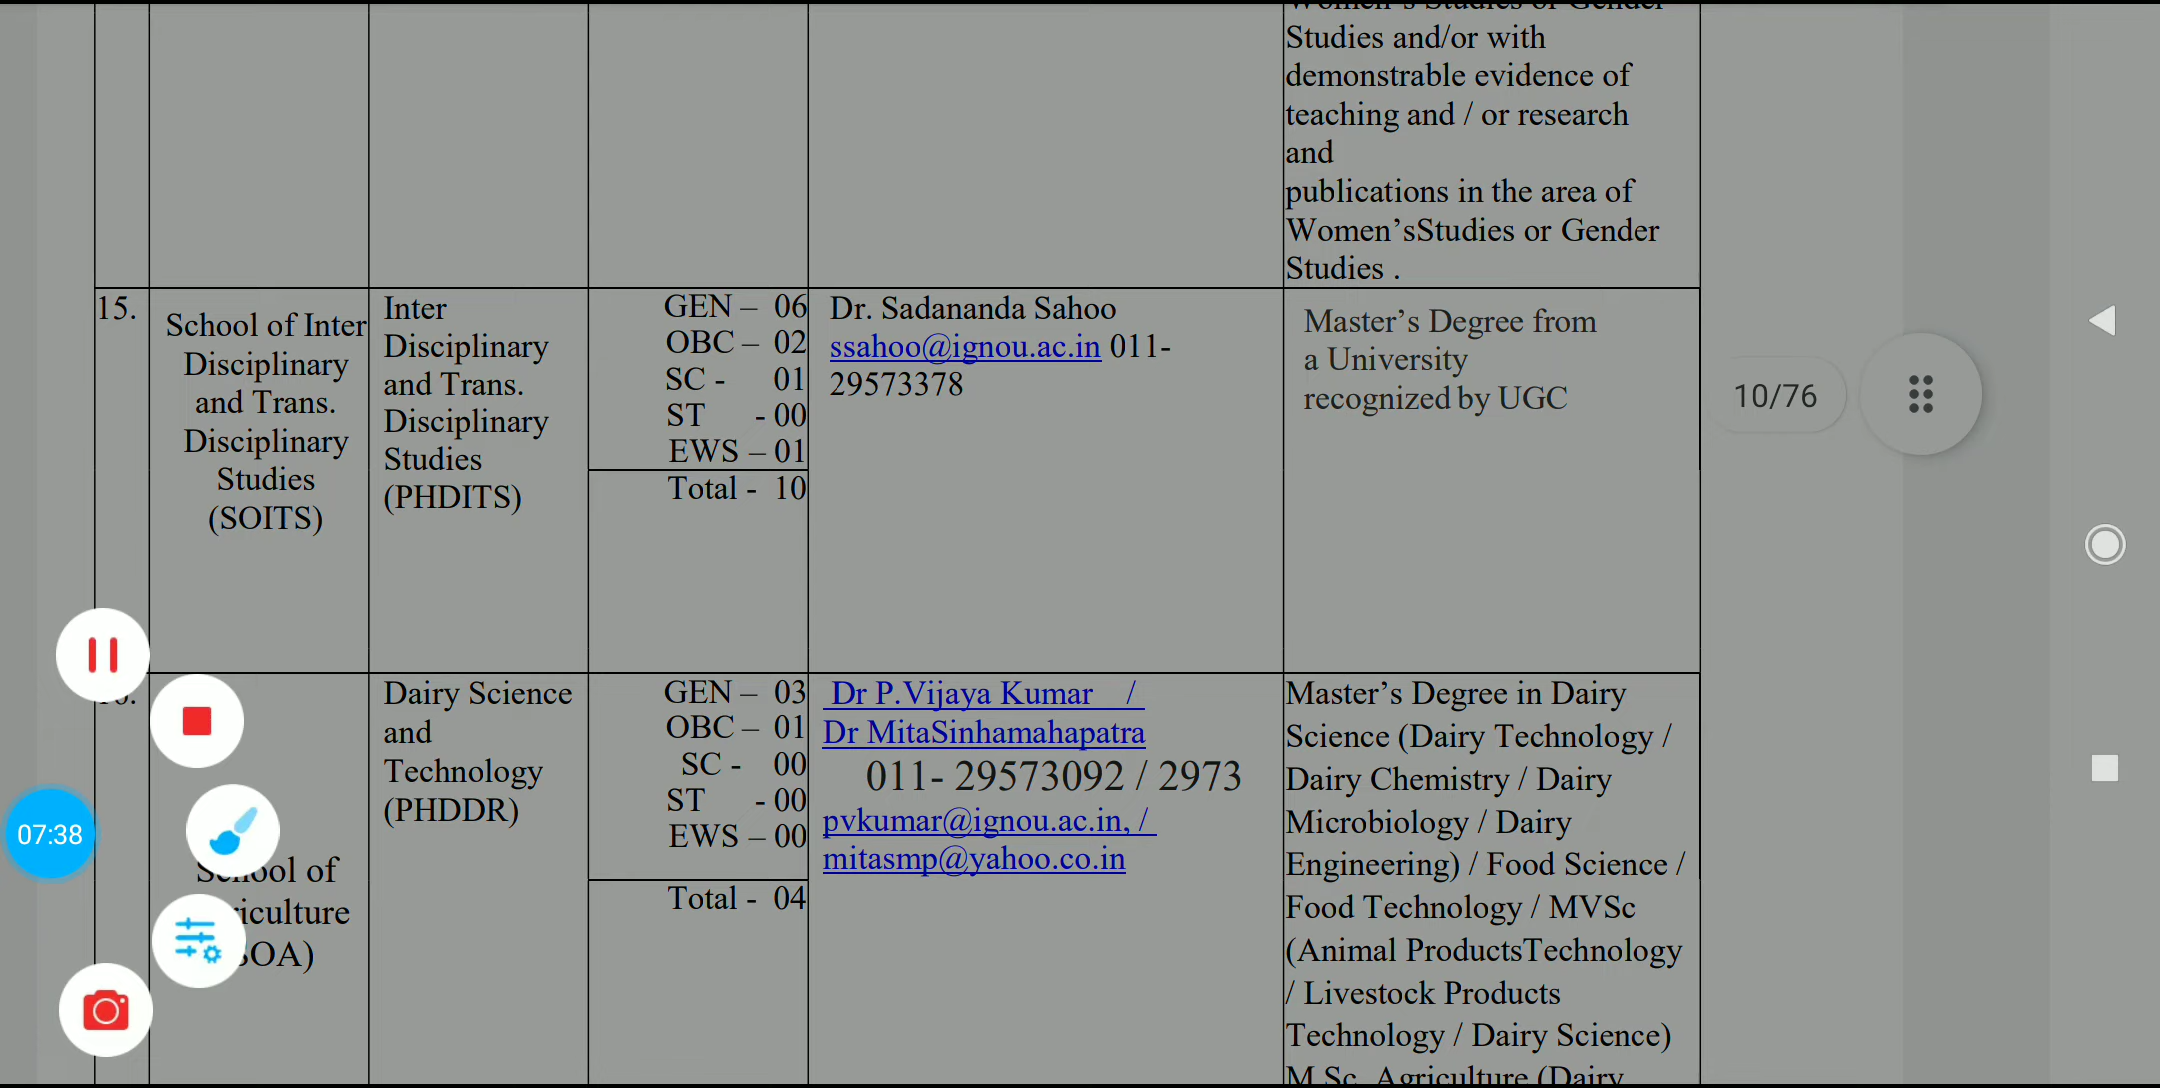 Studies and/or with
demonstrable evidence of
teaching and / or research
and
publications in the area of
Women’sStudies or Gender
Studies .
15.
School of Inter
Disciplinary
and Trans.
Disciplinary
Studies
(SOITS)
Inter
Disciplinary
and Trans.
Disciplinary
Studies
(PHDITS)
GEN – 06
OBC – 02
SC - 01
ST - 00
EWS – 01
Total - 10
Dr. Sadananda Sahoo
ssahoo@ignou.ac.in 011-
29573378
Master’s Degree from
a University
recognized by UGC
10/76
School of
(PHDDR)
Dairy Science
and
Technology
GEN – 03
OBC – 01
SC - 00
ST - 00
EWS – 00
Total - 04
Dr P.Vijaya Kumar /
Dr MitaSinhamahapatra
011- 29573092 / 2973
pvkumar@ignou.ac.in, /
mitasmp@yahoo.co.in
Master’s Degree in Dairy
Science (Dairy Technology /
Dairy Chemistry / Dairy
Microbiology / Dairy
Engineering) / Food Science /
Food Technology / MVSc
(Animal ProductsTechnology
/ Livestock Products
Technology / Dairy Science)
M.Sc. Agriculture (Dairy
07:38